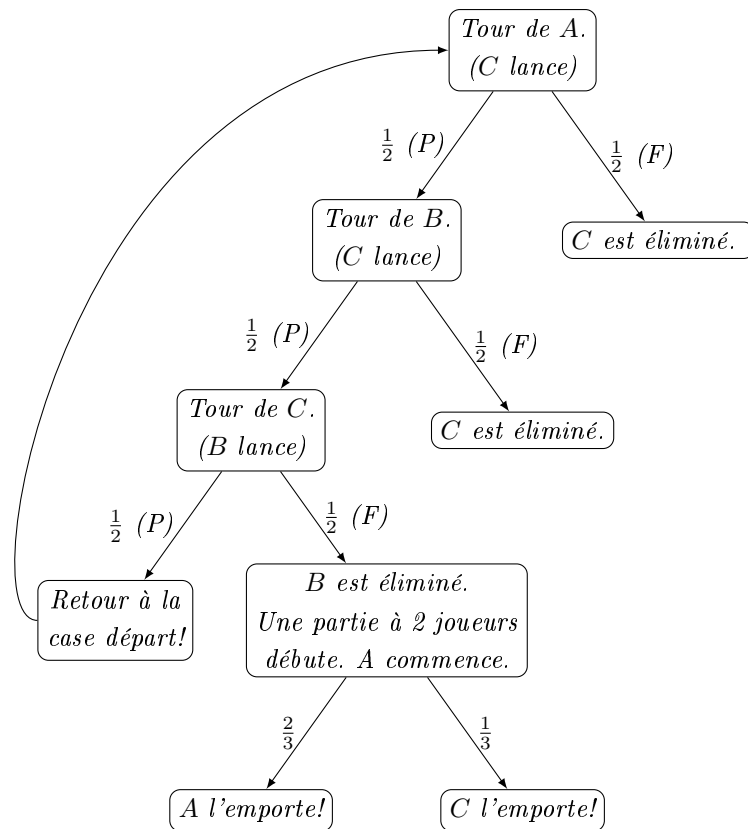 Tour de A.
(C lance)
1/2 (P)
1/2 (F)
Tour de B.
(C lance)
C est éliminé.
1/2 (P)
1/2 (F)
Tour de C.
(B lance)
C est éliminé.
1/2 (P)
1/2 (F)
Retour à la
case départ!
B est éliminé.
Une partie à 2 joueurs
débute. A commence.
2/3
1/3
A l'emporte!
C l'emporte!